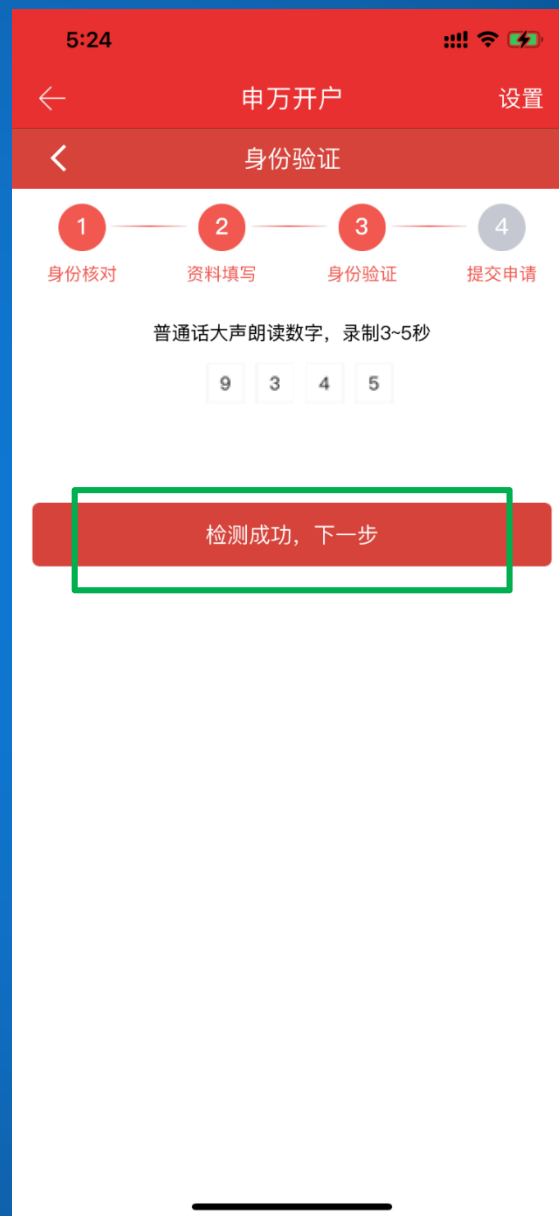 5:24
申万开户 设置
身份验证
1 2 3 4
身份核对 资料填写 身份验证 提交申请
普通话大声朗读数字，录制3~5秒
9 3 4 5
检测成功，下一步